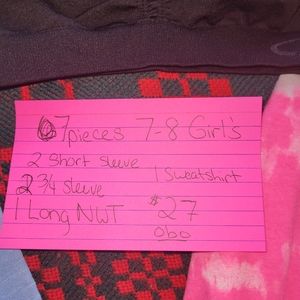 7 pieces 7-8 Girl's
2 short sleeve
1 Sweatshirt
2 3/4 sleeve
1 Long NWT $27
Obo